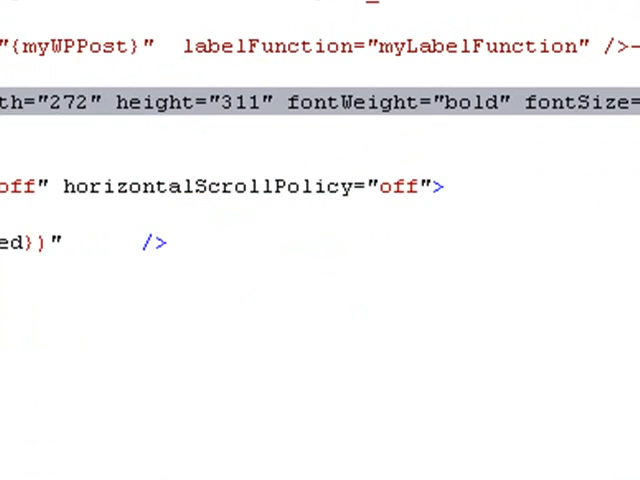 "{myWPPost}" labelFunction="myLabelFunction" />-
th="272" height="311" fontWeight="bold" fontSize=
off" horizontalScrollPolicy="off">
ed})" />